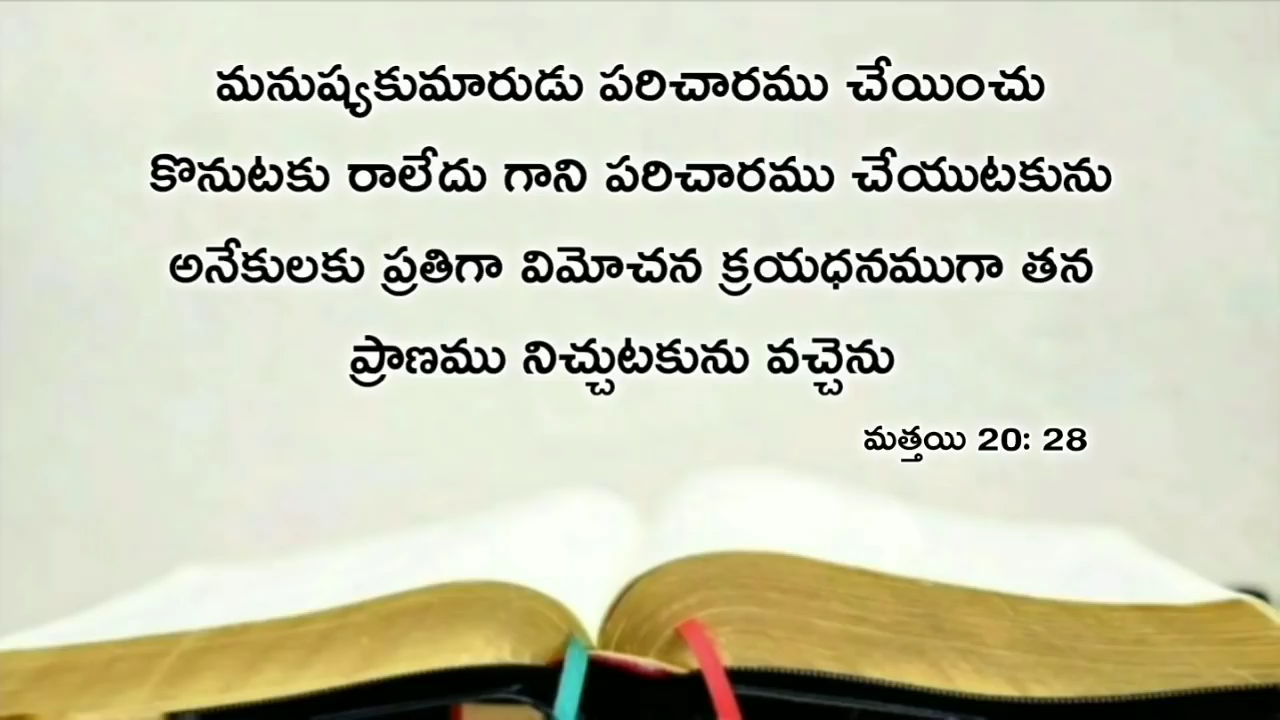 మనుష్యకుమారుడు పరిచారము చేయించు
కొనుటకు రాలేదు గాని పరిచారము చేయుటకును
అనేకులకు ప్రతిగా విమోచన క్రయధనముగా తన
ప్రాణము నిచ్చుటకును వచ్చెను
మత్తయి 20: 28